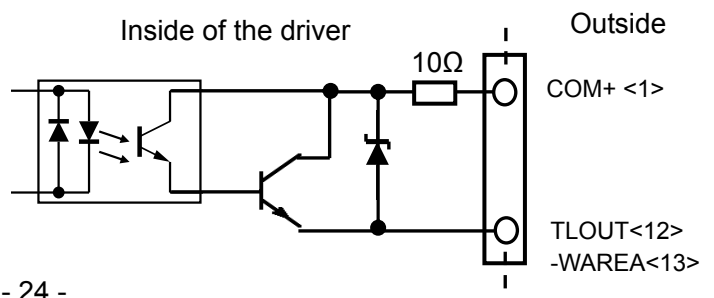 Inside of the driver
Outside
10Ω
COM+ <1>
TLOUT<12>
-WAREA<13>
- 24 -